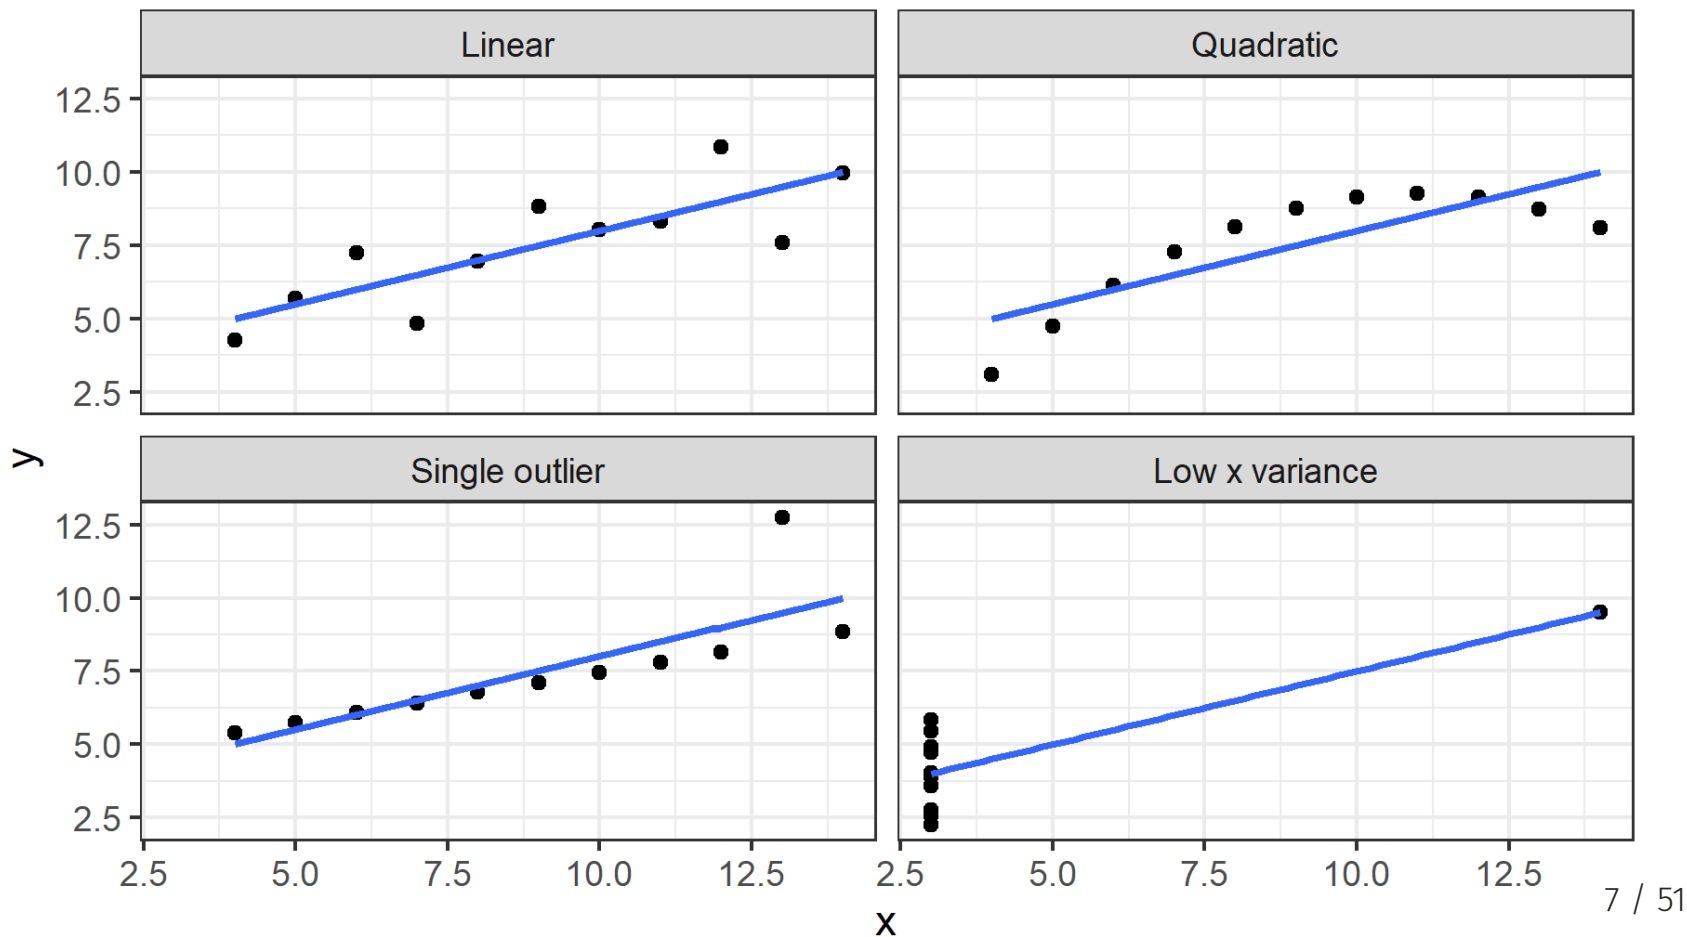 Linear
Quadratic
12.5
10.0
7.5
5.0
2.5
y
Single outlier
Low x variance
12.5
10.0
7.5
5.0
2.5
2.5 5.0 7.5 10.0 12.5 2.5 5.0 7.5 10.0 12.5
x
7 / 51